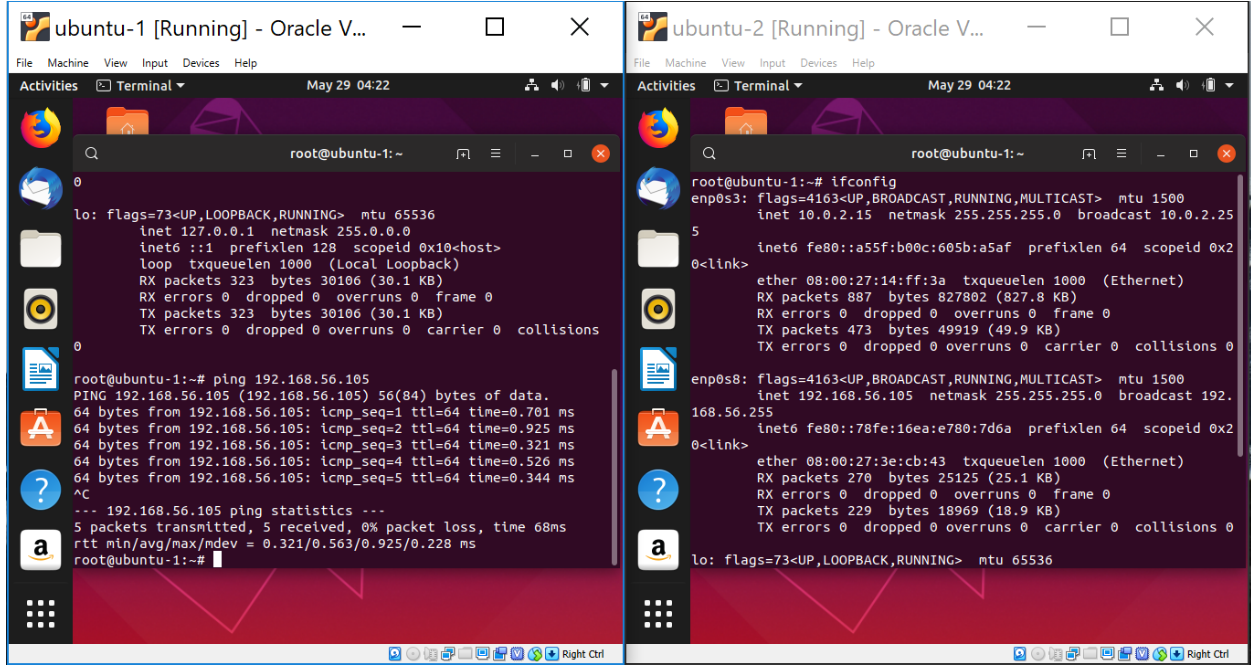 ubuntu-1 [Running] - Oracle V...
File Machine View Input Devices Help
Activities Terminal May 29 04:22
root@ubuntu-1: ~
0
lo: flags=73<UP,LOOPBACK,RUNNING>  mtu 65536
        inet 127.0.0.1  netmask 255.0.0.0
        inet6 ::1  prefixlen 128  scopeid 0x10<host>
        loop  txqueuelen 1000  (Local Loopback)
        RX packets 323  bytes 30106 (30.1 KB)
        RX errors 0  dropped 0  overruns 0  frame 0
        TX packets 323  bytes 30106 (30.1 KB)
        TX errors 0  dropped 0 overruns 0  carrier 0  collisions
0
root@ubuntu-1:~# ping 192.168.56.105
PING 192.168.56.105 (192.168.56.105) 56(84) bytes of data.
64 bytes from 192.168.56.105: icmp_seq=1 ttl=64 time=0.701 ms
64 bytes from 192.168.56.105: icmp_seq=2 ttl=64 time=0.925 ms
64 bytes from 192.168.56.105: icmp_seq=3 ttl=64 time=0.321 ms
64 bytes from 192.168.56.105: icmp_seq=4 ttl=64 time=0.526 ms
64 bytes from 192.168.56.105: icmp_seq=5 ttl=64 time=0.344 ms
^C
--- 192.168.56.105 ping statistics ---
5 packets transmitted, 5 received, 0% packet loss, time 68ms
rtt min/avg/max/mdev = 0.321/0.563/0.925/0.228 ms
root@ubuntu-1:~#
Right Ctrl
ubuntu-2 [Running] - Oracle V...
File Machine View Input Devices Help
Activities Terminal May 29 04:22
root@ubuntu-1: ~
root@ubuntu-1:~# ifconfig
enp0s3: flags=4163<UP,BROADCAST,RUNNING,MULTICAST>  mtu 1500
        inet 10.0.2.15  netmask 255.255.255.0  broadcast 10.0.2.25
5
        inet6 fe80::a55f:b00c:605b:a5af  prefixlen 64  scopeid 0x2
0<link>
        ether 08:00:27:14:ff:3a  txqueuelen 1000  (Ethernet)
        RX packets 887  bytes 827802 (827.8 KB)
        RX errors 0  dropped 0  overruns 0  frame 0
        TX packets 473  bytes 49919 (49.9 KB)
        TX errors 0  dropped 0 overruns 0  carrier 0  collisions 0
enp0s8: flags=4163<UP,BROADCAST,RUNNING,MULTICAST>  mtu 1500
        inet 192.168.56.105  netmask 255.255.255.0  broadcast 192.
168.56.255
        inet6 fe80::78fe:16ea:e780:7d6a  prefixlen 64  scopeid 0x2
0<link>
        ether 08:00:27:3e:cb:43  txqueuelen 1000  (Ethernet)
        RX packets 270  bytes 25125 (25.1 KB)
        RX errors 0  dropped 0  overruns 0  frame 0
        TX packets 229  bytes 18969 (18.9 KB)
        TX errors 0  dropped 0 overruns 0  carrier 0  collisions 0
lo: flags=73<UP,LOOPBACK,RUNNING>  mtu 65536
Right Ctrl